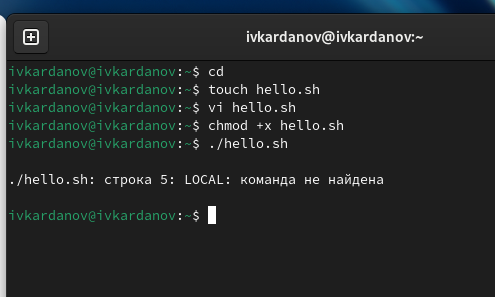 ivkardanov@ivkardanov:~
ivkardanov@ivkardanov:~$ cd
ivkardanov@ivkardanov:~$ touch hello.sh
ivkardanov@ivkardanov:~$ vi hello.sh
ivkardanov@ivkardanov:~$ chmod +x hello.sh
ivkardanov@ivkardanov:~$ ./hello.sh
./hello.sh: строка 5: LOCAL: команда не найдена
ivkardanov@ivkardanov:~$